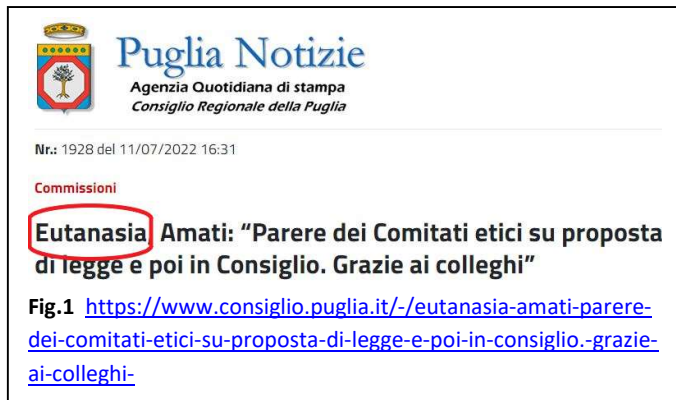 Puglia Notizie
Agenzia Quotidiana di stampa
Consiglio Regionale della Puglia
Nr.: 1928 del 11/07/2022 16:31
Commissioni
Eutanasia, Amati: “Parere dei Comitati etici su proposta
di legge e poi in Consiglio. Grazie ai colleghi”
Fig.1 https://www.consiglio.puglia.it/-/eutanasia-amati-parere-
dei-comitati-etici-su-proposta-di-legge-e-poi-in-consiglio.-grazie-
ai-colleghi-